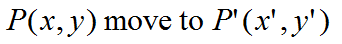 P(x, y) move to P'(x', y')